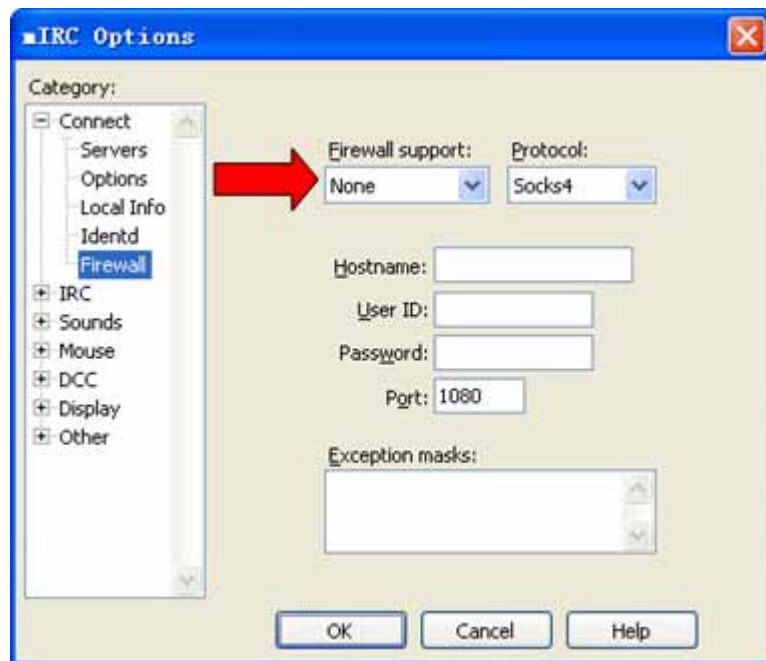 mIRC Options
Category:
Connect
Servers
Options
Local Info
Identd
Firewall
IRC
Sounds
Mouse
DCC
Display
Other
Firewall support: Protocol:
None Socks4
Hostname:
User ID:
Password:
Port: 1080
Exception masks:
OK Cancel Help